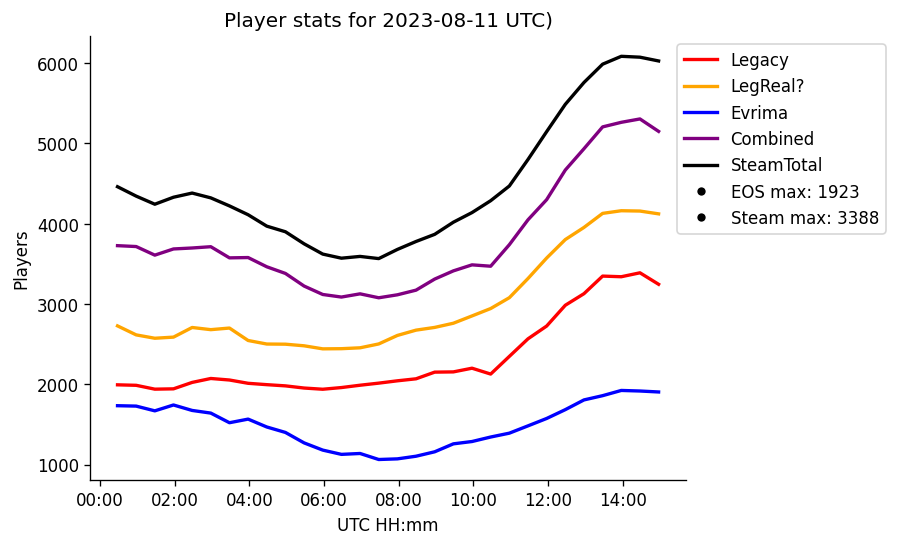 Player stats for 2023-08-11 UTC)
6000
5000
4000
3000
2000
1000
Players
00:00 02:00 04:00 06:00 08:00 10:00 12:00 14:00
UTC HH:mm
Legacy
LegReal?
Evrima
Combined
SteamTotal
EOS max: 1923
Steam max: 3388